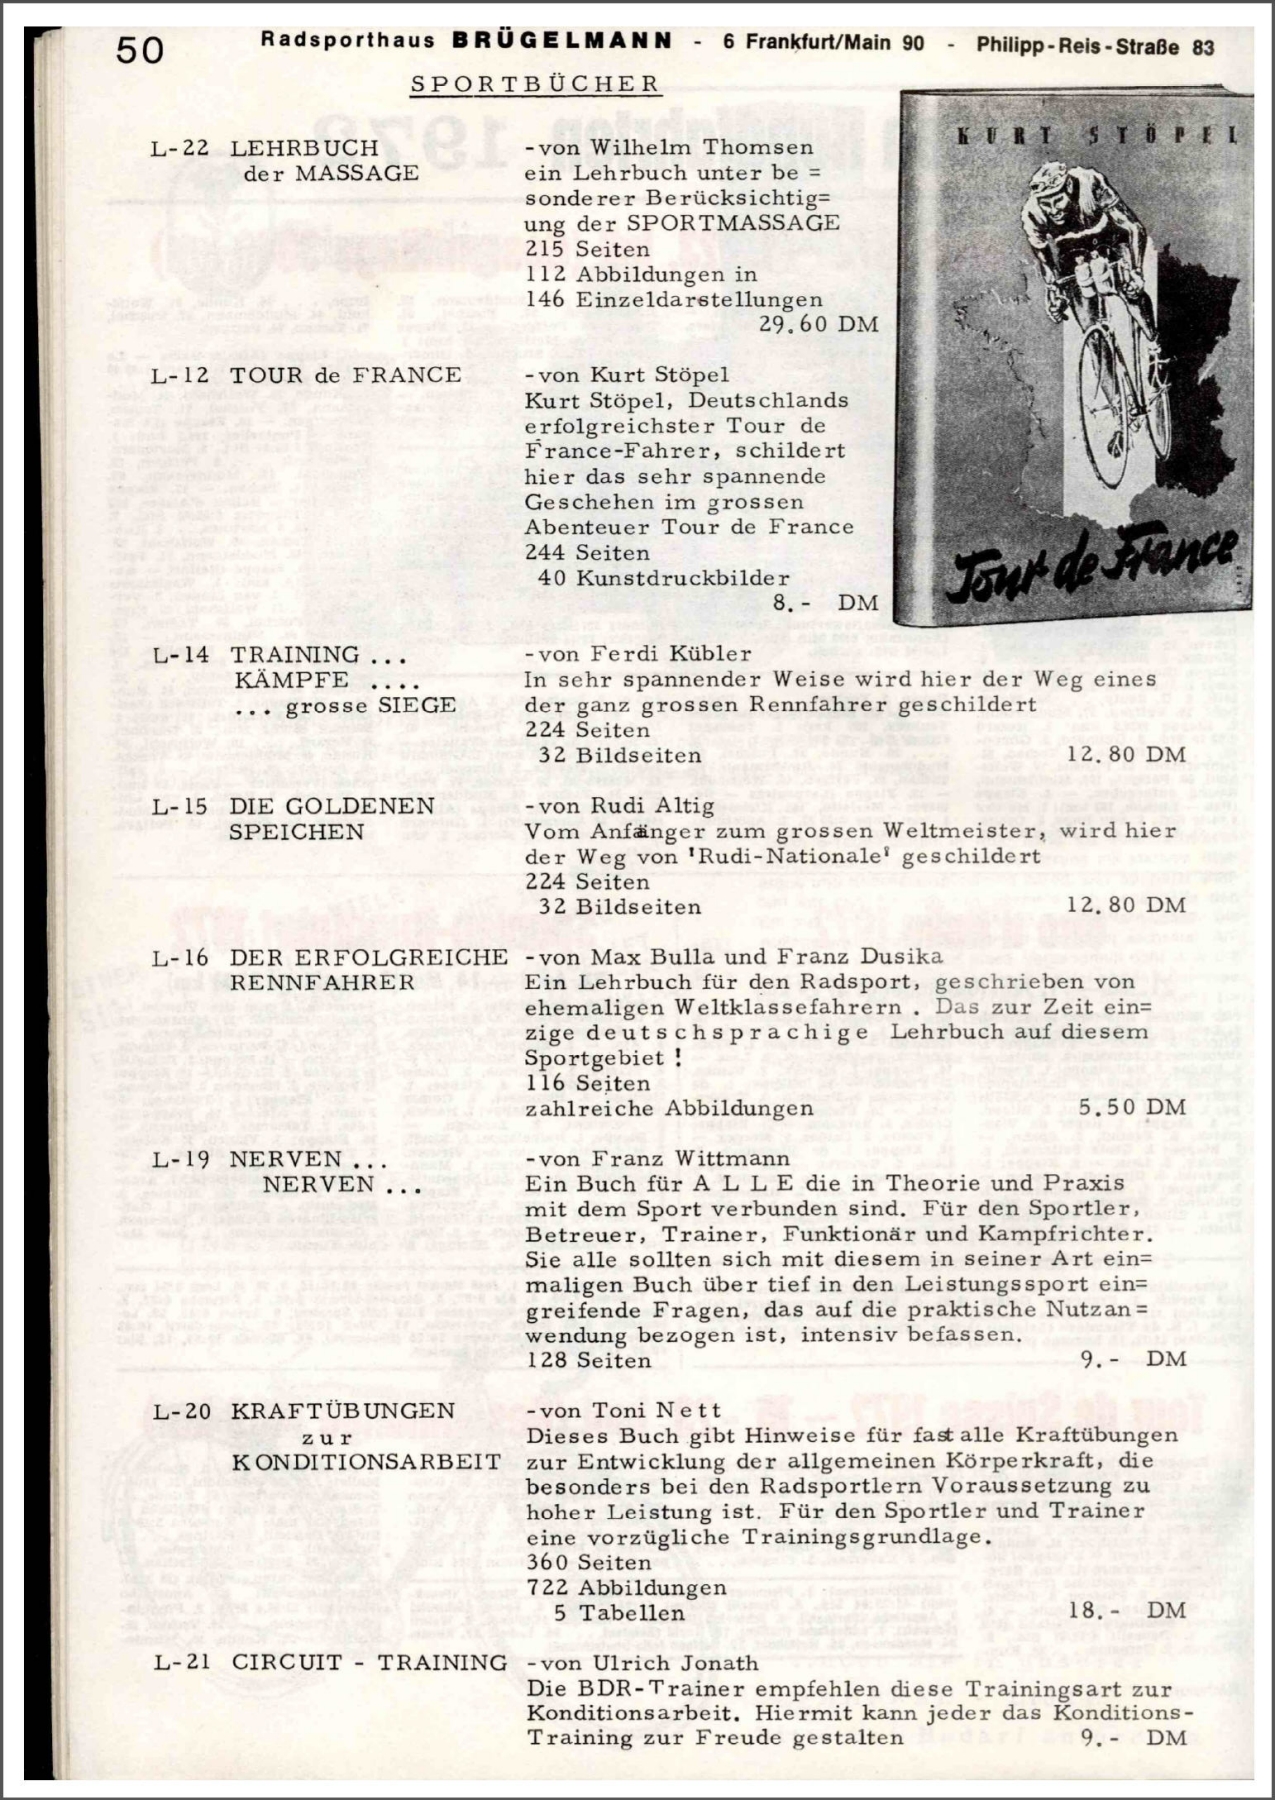 50
Radsporthaus BRÜGELMANN - 6 Frankfurt/Main 90 - Philipp-Reis-Straße 83
SPORTBÜCHER
KURT STÖPEL
Tour de France
L-22 LEHRBUCH -von Wilhelm Thomsen
der MASSAGE ein Lehrbuch unter be =
sonderer Berücksichtig=
ung der SPORTMASSAGE
215 Seiten
112 Abbildungen in
146 Einzeldarstellungen
29.60 DM
L-12 TOUR de FRANCE -von Kurt Stöpel
Kurt Stöpel, Deutschlands
erfolgreichster Tour de
France-Fahrer, schildert
hier das sehr spannende
Geschehen im grossen
Abenteuer Tour de France
244 Seiten
40 Kunstdruckbilder
8.- DM
L-14 TRAINING ... -von Ferdi Kübler
KÄMPFE .... In sehr spannender Weise wird hier der Weg eines
... grosse SIEGE der ganz grossen Rennfahrer geschildert
224 Seiten
32 Bildseiten 12.80 DM
L-15 DIE GOLDENEN -von Rudi Altig
SPEICHEN Vom Anfänger zum grossen Weltmeister, wird hier
der Weg von 'Rudi-Nationale' geschildert
224 Seiten
32 Bildseiten 12.80 DM
L-16 DER ERFOLGREICHE -von Max Bulla und Franz Dusika
RENNFAHRER Ein Lehrbuch für den Radsport, geschrieben von
ehemaligen Weltklassefahrern . Das zur Zeit ein=
zige deutschsprachige Lehrbuch auf diesem
Sportgebiet !
116 Seiten
zahlreiche Abbildungen 5.50 DM
L-19 NERVEN ... -von Franz Wittmann
NERVEN ... Ein Buch für A L L E die in Theorie und Praxis
mit dem Sport verbunden sind. Für den Sportler,
Betreuer, Trainer, Funktionär und Kampfrichter.
Sie alle sollten sich mit diesem in seiner Art ein=
maligen Buch über tief in den Leistungssport ein=
greifende Fragen, das auf die praktische Nutzan=
wendung bezogen ist, intensiv befassen.
128 Seiten 9.- DM
L-20 KRAFTÜBUNGEN -von Toni Nett
zur Dieses Buch gibt Hinweise für fast alle Kraftübungen
KONDITIONSARBEIT zur Entwicklung der allgemeinen Körperkraft, die
besonders bei den Radsportlern Voraussetzung zu
hoher Leistung ist. Für den Sportler und Trainer
eine vorzügliche Trainingsgrundlage.
360 Seiten
722 Abbildungen
5 Tabellen 18.- DM
L-21 CIRCUIT - TRAINING -von Ulrich Jonath
Die BDR-Trainer empfehlen diese Trainingsart zur
Konditionsarbeit. Hiermit kann jeder das Konditions-
Training zur Freude gestalten 9.- DM